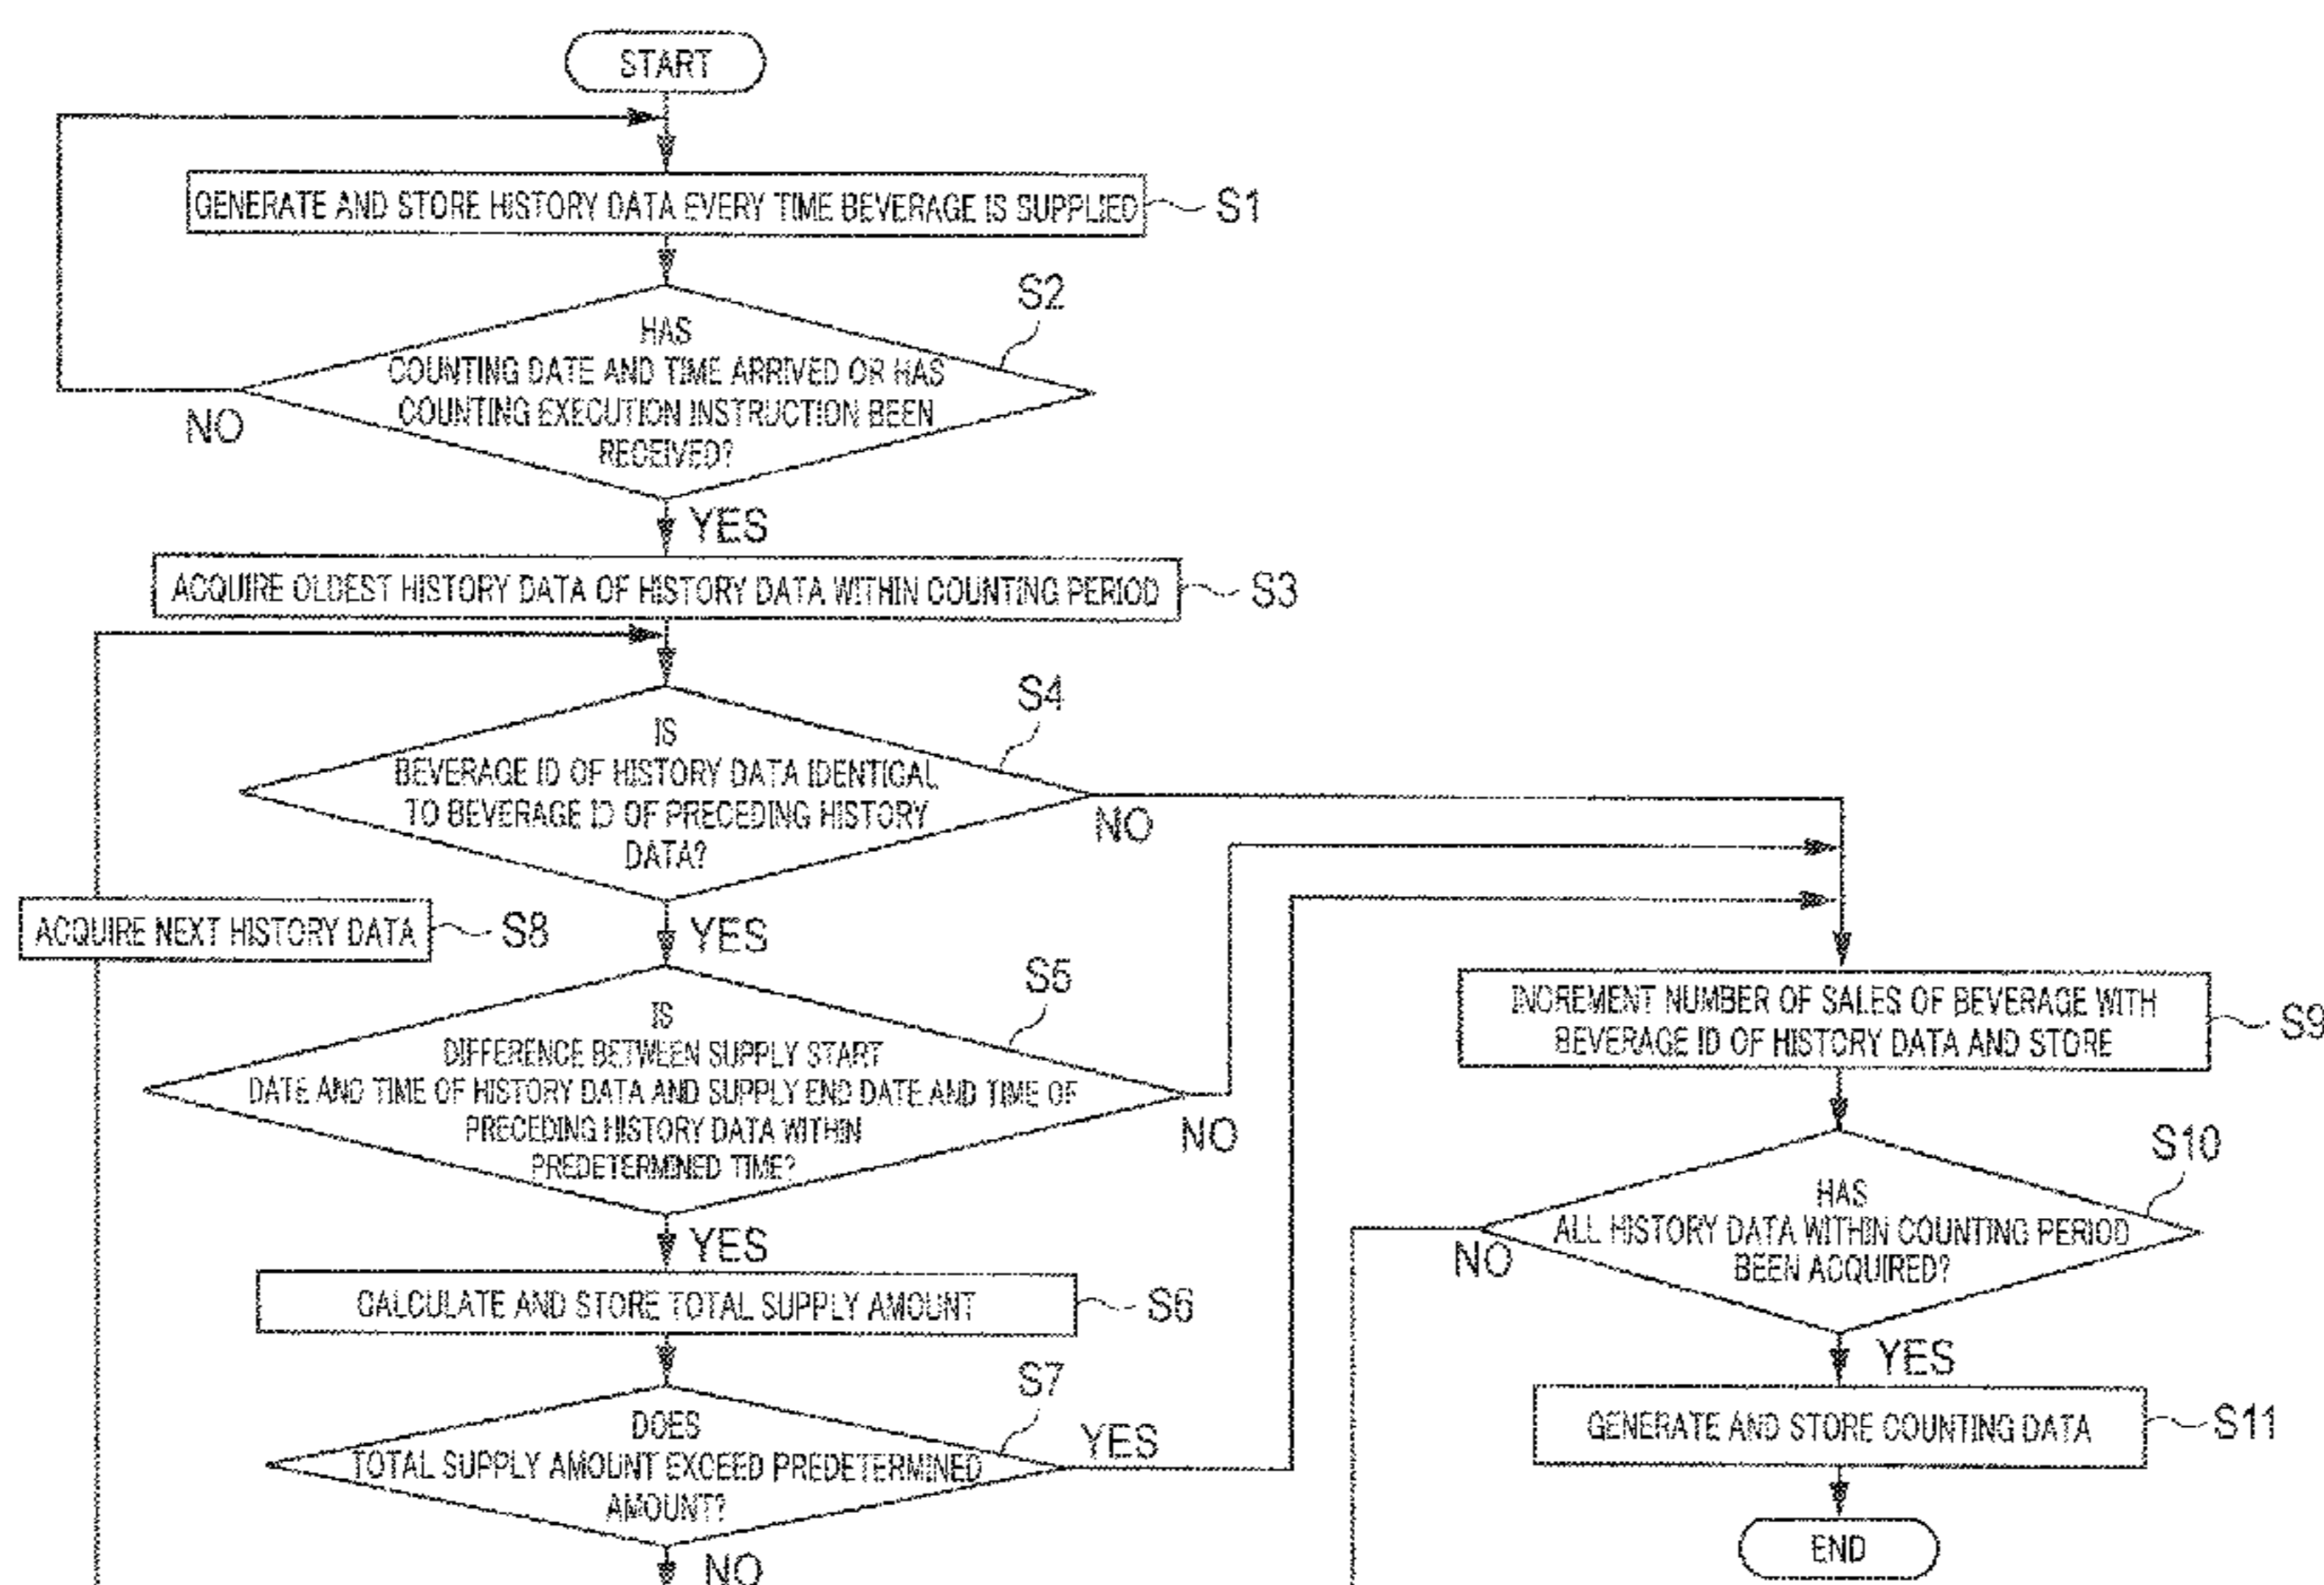 START
GENERATE AND STORE HISTORY DATA EVERY TIME BEVERAGE IS SUPPLIED
S1
S2
HAS
COUNTING DATE AND TIME ARRIVED OR HAS
COUNTING EXECUTION INSTRUCTION BEEN
RECEIVED?
NO
YES
ACQUIRE OLDEST HISTORY DATA OF HISTORY DATA WITHIN COUNTING PERIOD
S3
S4
IS
BEVERAGE ID OF HISTORY DATA IDENTICAL
TO BEVERAGE ID OF PRECEDING HISTORY
DATA?
NO
YES
ACQUIRE NEXT HISTORY DATA
S8
S5
IS
DIFFERENCE BETWEEN SUPPLY START
DATE AND TIME OF HISTORY DATA AND SUPPLY END DATE AND TIME OF
PRECEDING HISTORY DATA WITHIN
PREDETERMINED TIME?
NO
YES
CALCULATE AND STORE TOTAL SUPPLY AMOUNT
S6
S7
DOES
TOTAL SUPPLY AMOUNT EXCEED PREDETERMINED
AMOUNT?
YES
NO
INCREMENT NUMBER OF SALES OF BEVERAGE WITH
BEVERAGE ID OF HISTORY DATA AND STORE
S9
S10
HAS
ALL HISTORY DATA WITHIN COUNTING PERIOD
BEEN ACQUIRED?
NO
YES
GENERATE AND STORE COUNTING DATA
S11
END